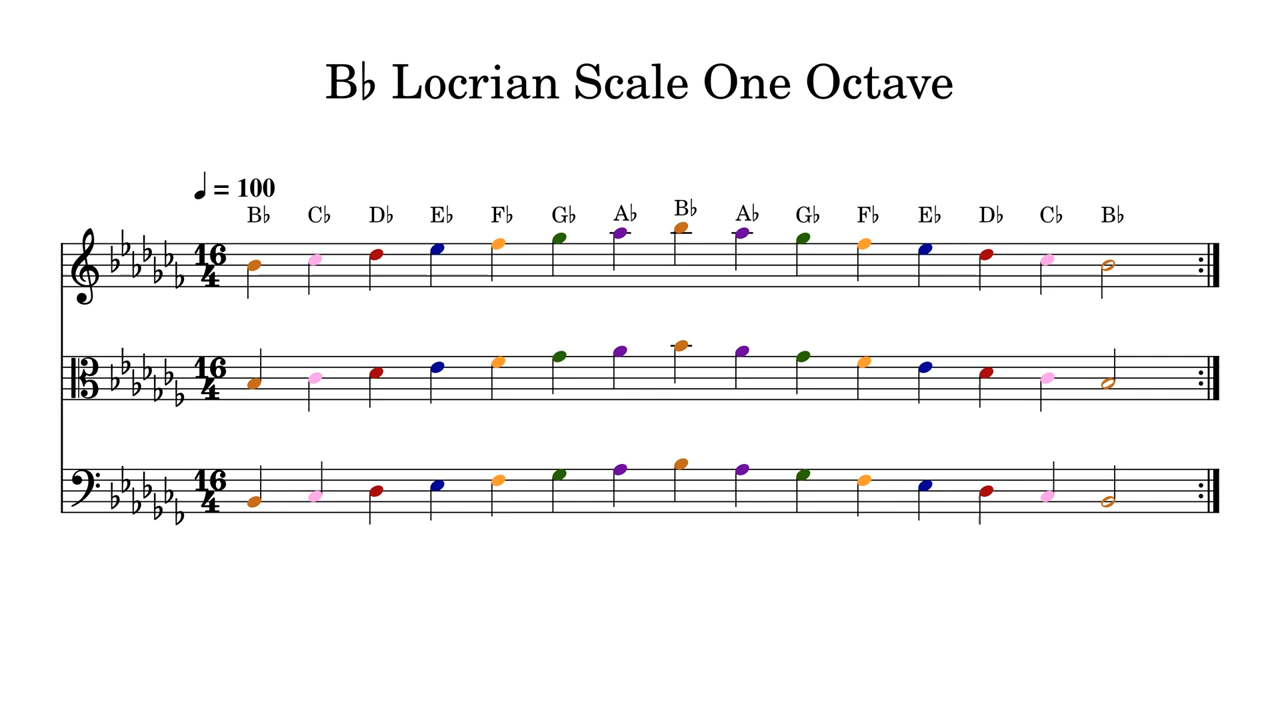 B♭ Locrian Scale One Octave
♩ = 100
B♭ C♭ D♭ E♭ F♭ G♭ A♭ B♭ A♭ G♭ F♭ E♭ D♭ C♭ B♭
16
4
16
4
16
4